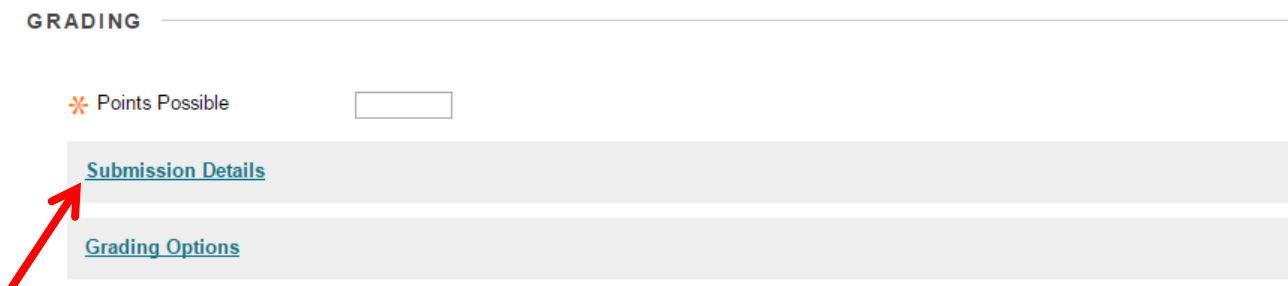 GRADING
Points Possible
Submission Details
Grading Options